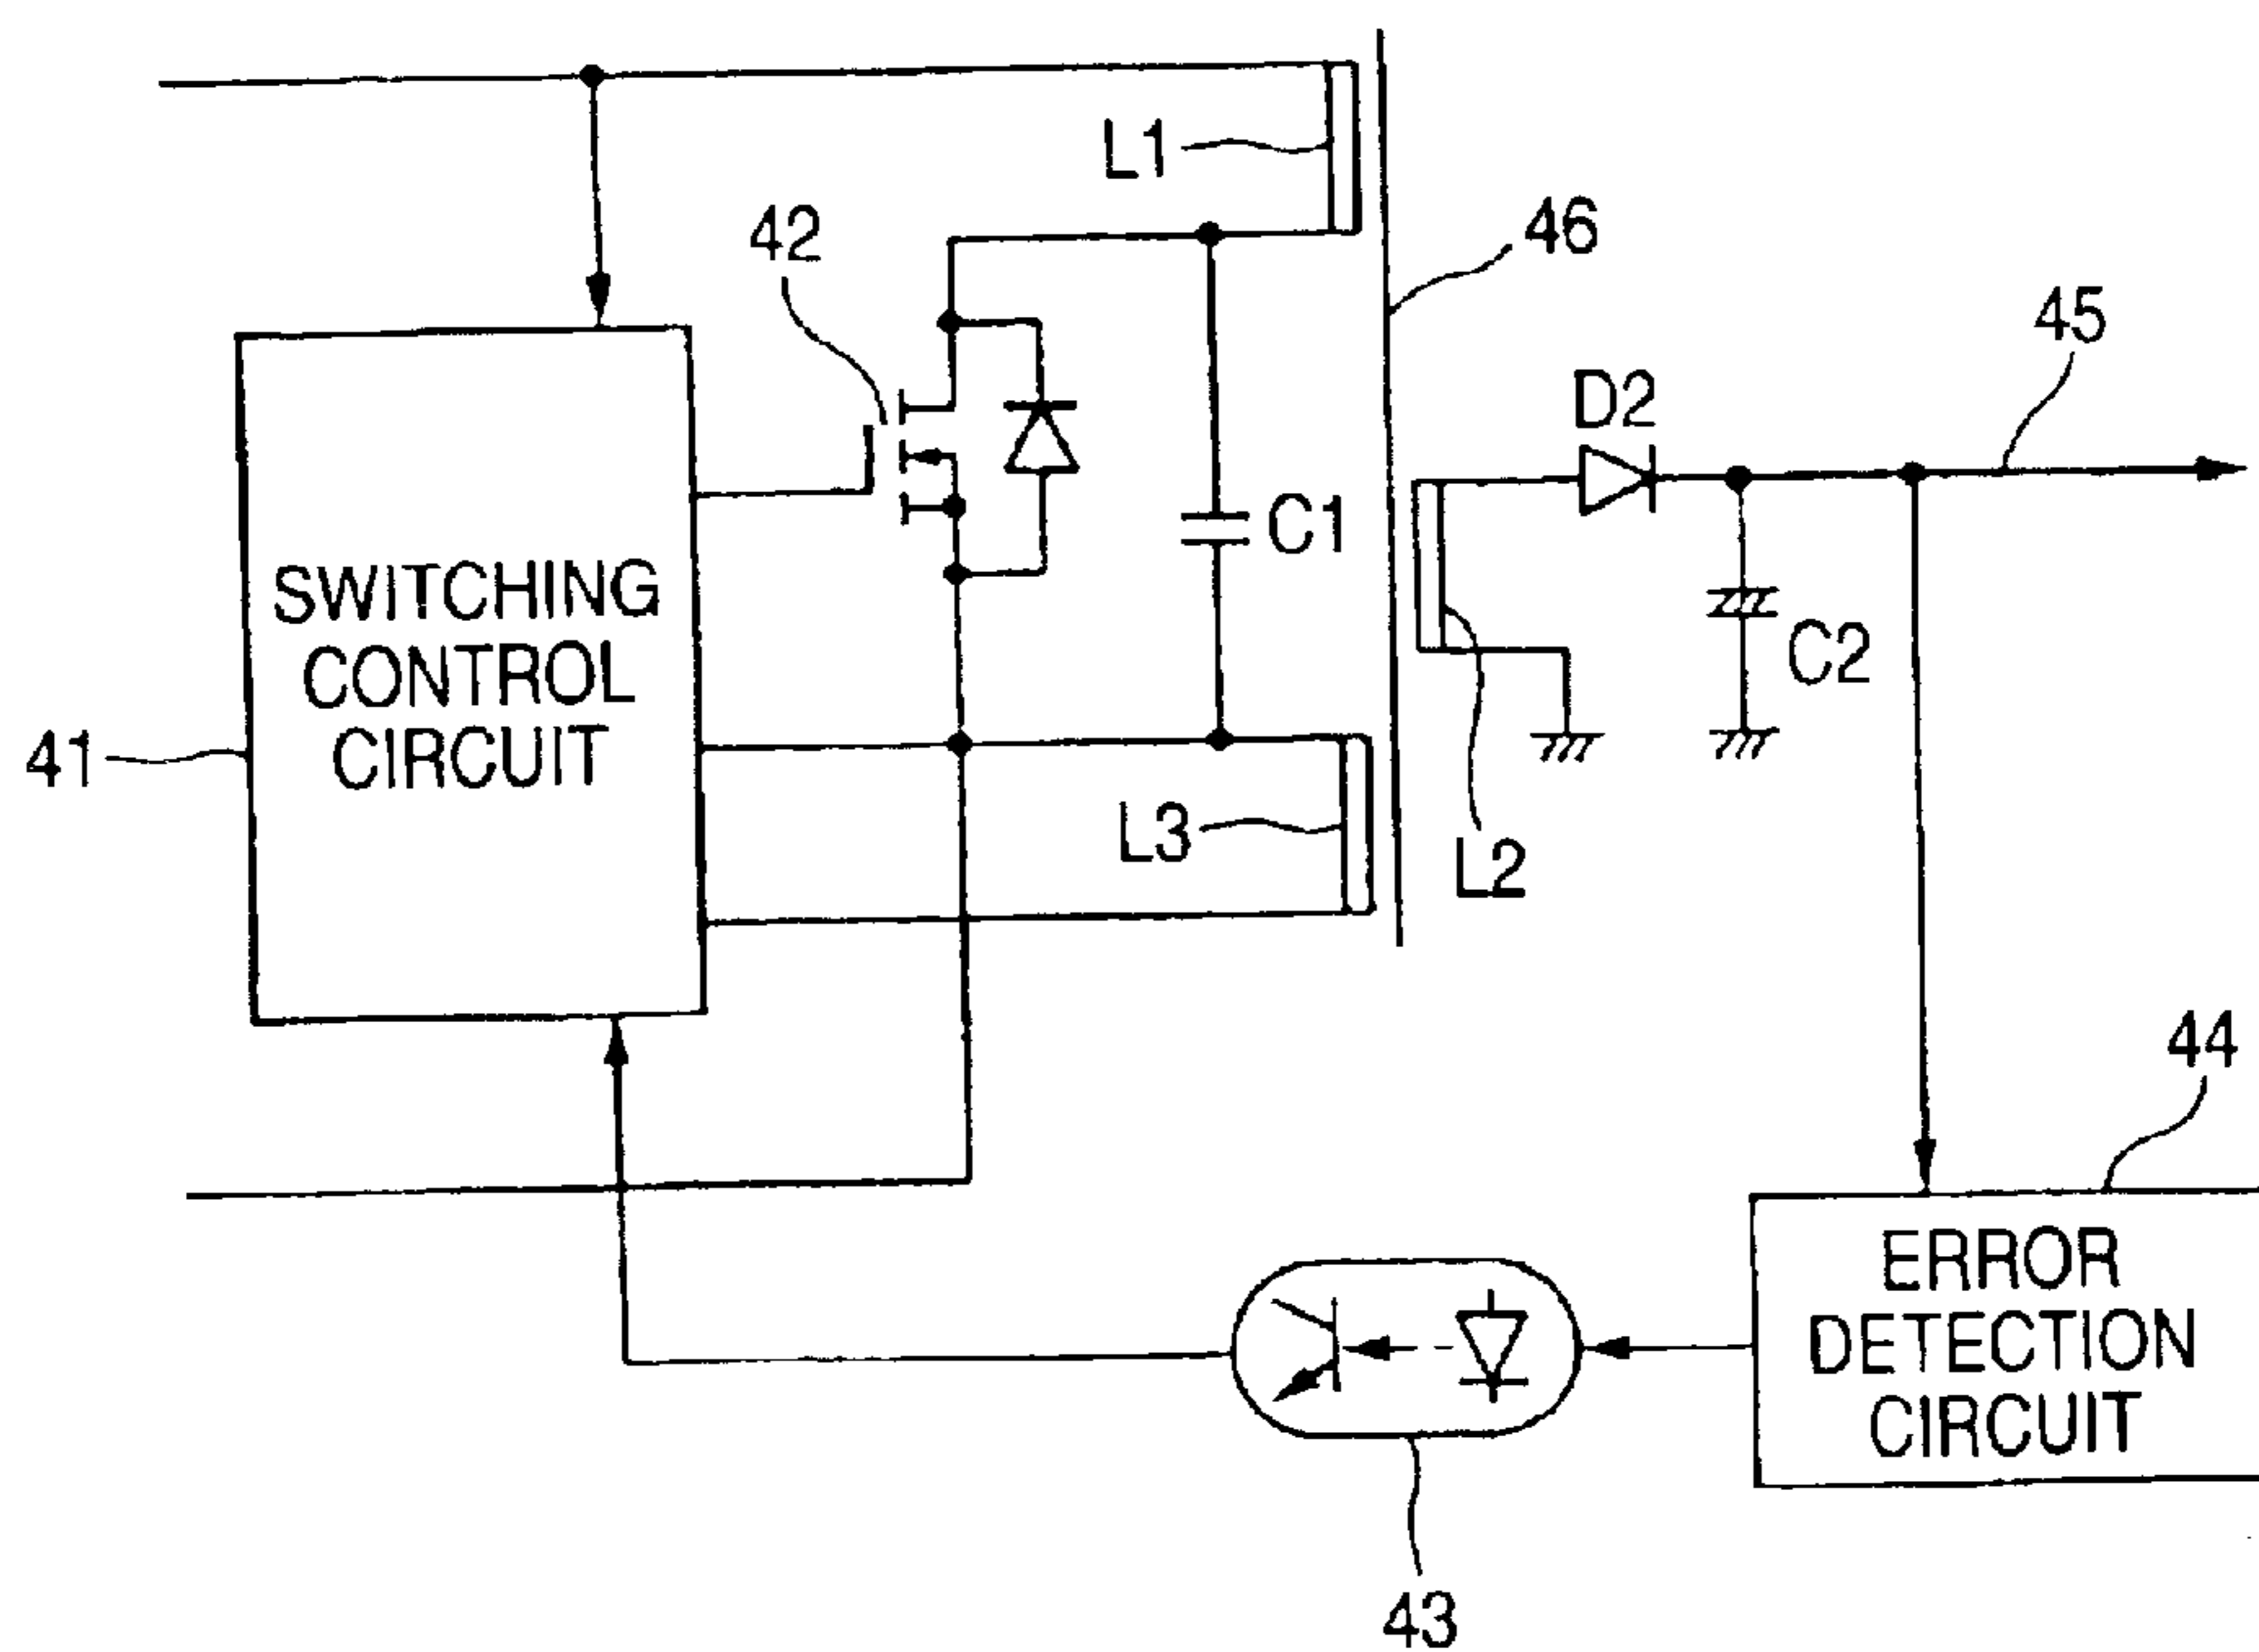 L1
42
46
45
D2
C1
SWITCHING
CONTROL
CIRCUIT
C2
41
L3
L2
44
ERROR
DETECTION
CIRCUIT
43